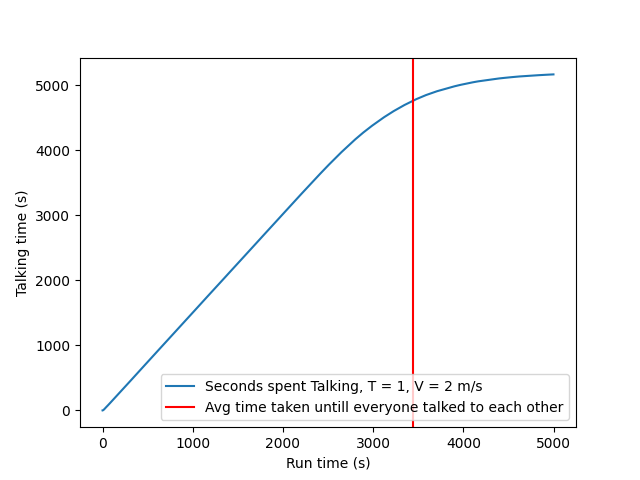 5000
4000
3000
2000
1000
0
Talking time (s)
Seconds spent Talking, T = 1, V = 2 m/s
Avg time taken untill everyone talked to each other
0 1000 2000 3000 4000 5000
Run time (s)